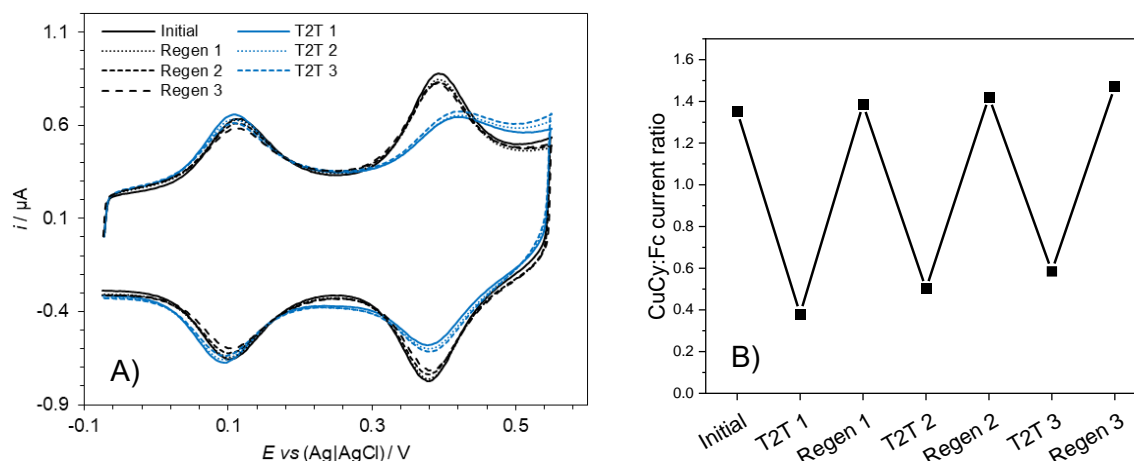 Initial
T2T 1
Regen 1
T2T 2
Regen 2
T2T 3
Regen 3
1.1
0.6
0.1
-0.4
-0.9
i / µA
A)
-0.1
0.1
0.3
0.5
E vs (Ag|AgCl) / V
1.6
1.4
1.2
1.0
0.8
0.6
0.4
0.2
0.0
CuCy:Fc current ratio
B)
Initial
T2T 1
Regen 1
T2T 2
Regen 2
T2T 3
Regen 3